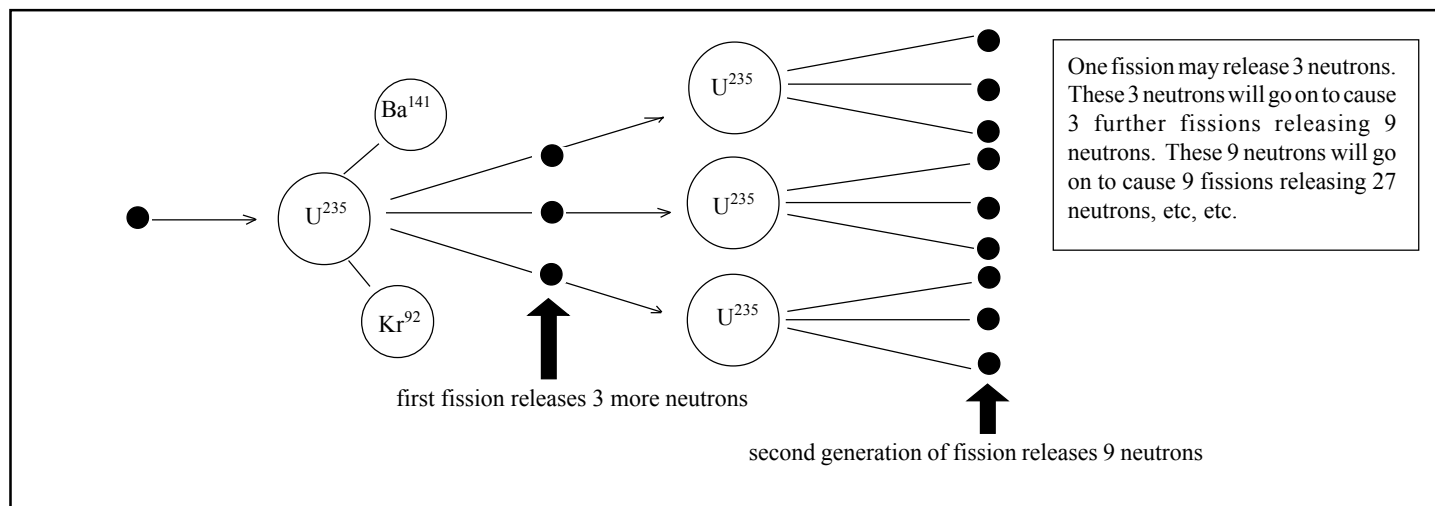 Ba¹⁴¹
U²³⁵
Kr⁹²
U²³⁵
U²³⁵
U²³⁵
first fission releases 3 more neutrons
second generation of fission releases 9 neutrons
One fission may release 3 neutrons.
These 3 neutrons will go on to cause
3 further fissions releasing 9
neutrons. These 9 neutrons will go
on to cause 9 fissions releasing 27
neutrons, etc, etc.